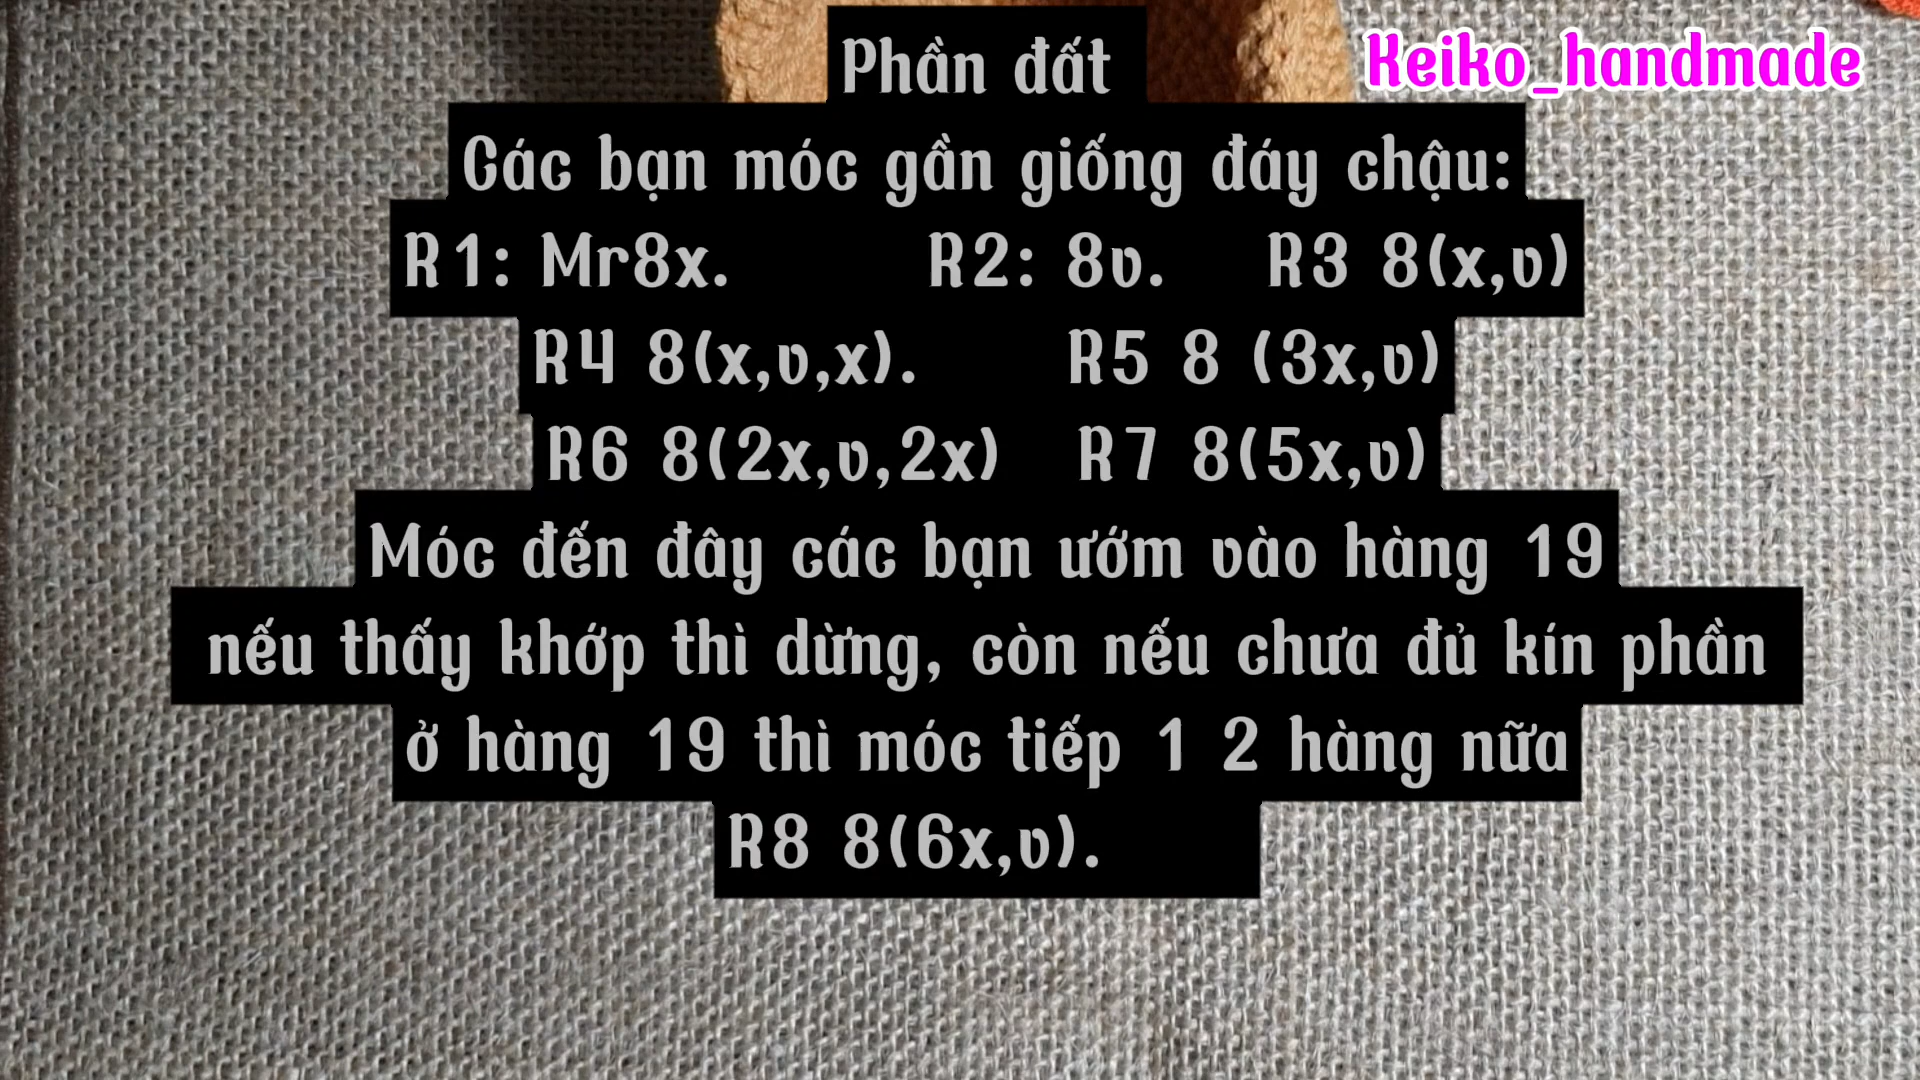 Phần đất
Keiko_handmade
Các bạn móc gần giống đáy chậu:
R1: Mr8x. R2: 8v. R3 8(x,v)
R4 8(x,v,x). R5 8 (3x,v)
R6 8(2x,v,2x) R7 8(5x,v)
Móc đến đây các bạn ướm vào hàng 19
nếu thấy khớp thì dừng, còn nếu chưa đủ kín phần
ở hàng 19 thì móc tiếp 1 2 hàng nữa
R8 8(6x,v).